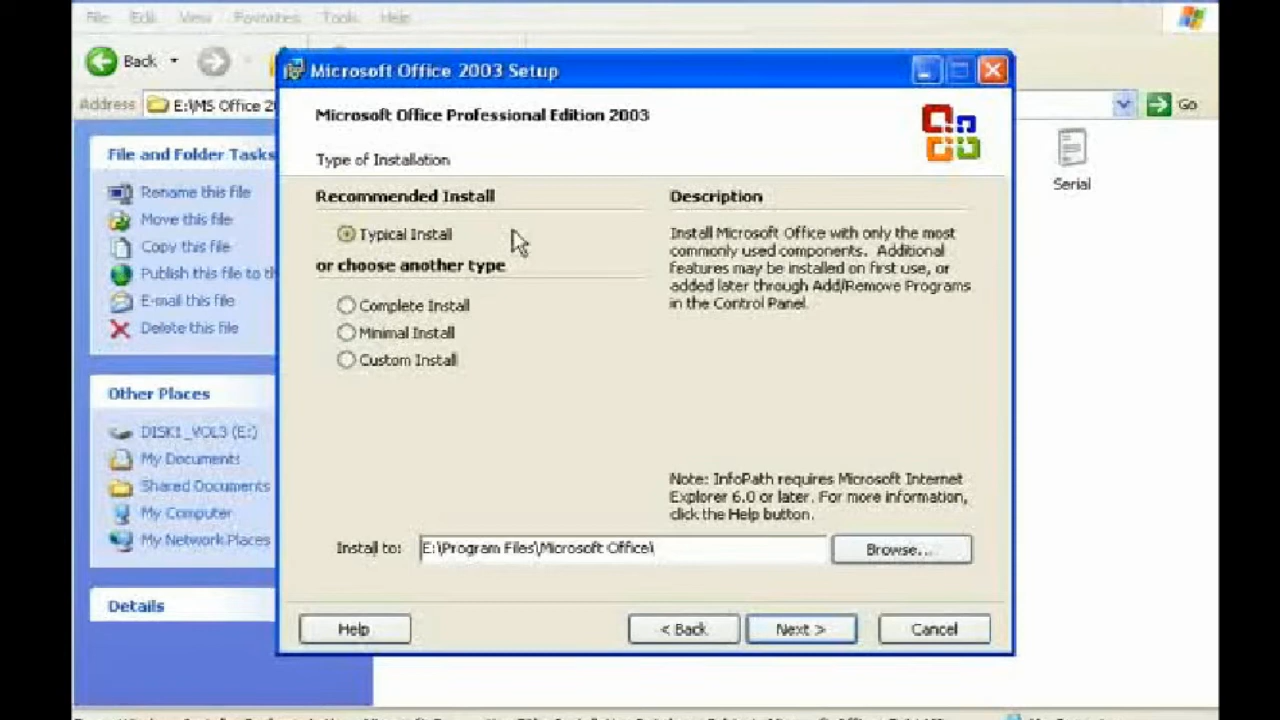 File Edit View Favorites Tools Help
Back
Address E:\MS Office 2 Go
Microsoft Office 2003 Setup
Microsoft Office Professional Edition 2003
Type of Installation
Recommended Install
Typical Install
or choose another type
Complete Install
Minimal Install
Custom Install
Description
Install Microsoft Office with only the most
commonly used components. Additional
features may be installed on first use, or
added later through Add/Remove Programs
in the Control Panel.
Note: InfoPath requires Microsoft Internet
Explorer 6.0 or later. For more information,
click the Help button.
Install to: E:\Program Files\Microsoft Office\ Browse...
Help < Back Next > Cancel
File and Folder Tasks
Rename this file
Move this file
Copy this file
Publish this file to th
E-mail this file
Delete this file
Other Places
DISK1_VOL3 (E:)
My Documents
Shared Documents
My Computer
My Network Places
Details
Serial